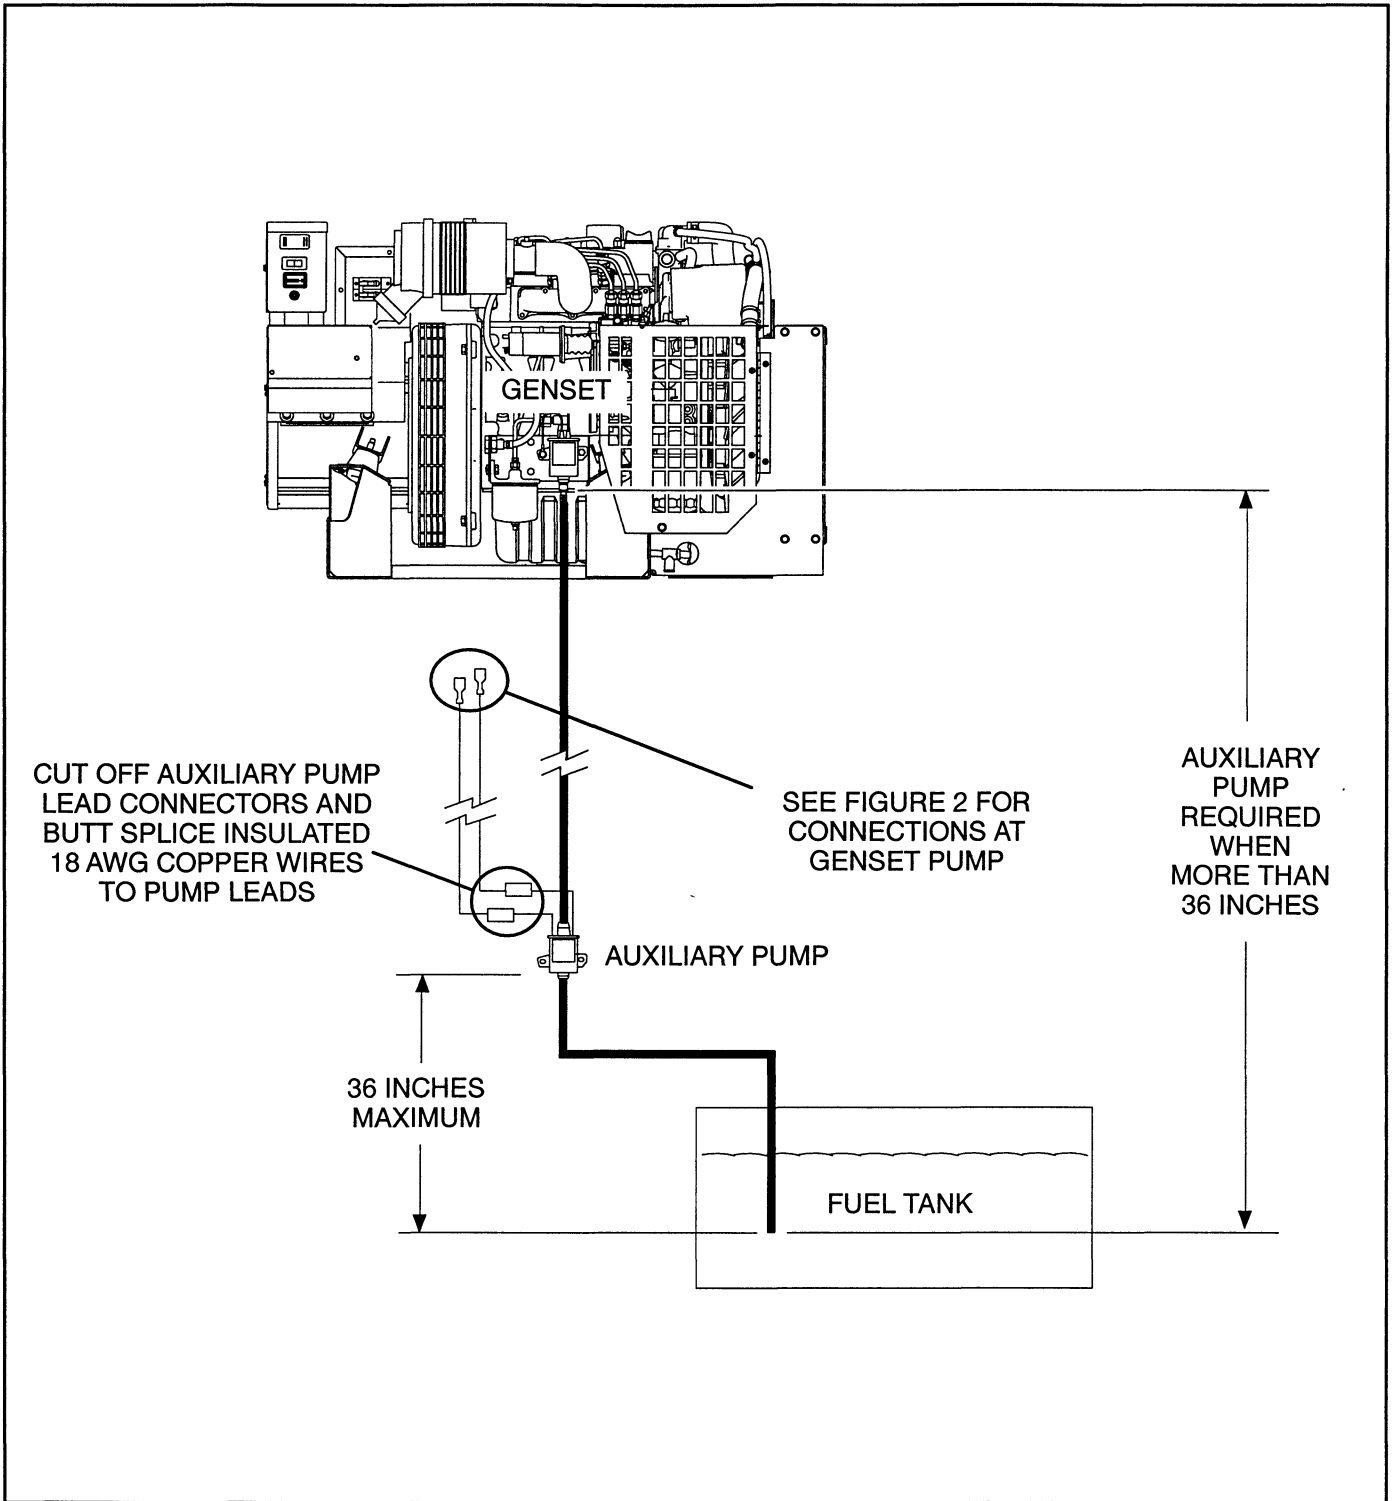 GENSET
CUT OFF AUXILIARY PUMP
LEAD CONNECTORS AND
BUTT SPLICE INSULATED
18 AWG COPPER WIRES
TO PUMP LEADS
SEE FIGURE 2 FOR
CONNECTIONS AT
GENSET PUMP
AUXILIARY
PUMP
REQUIRED
WHEN
MORE THAN
36 INCHES
AUXILIARY PUMP
36 INCHES
MAXIMUM
FUEL TANK